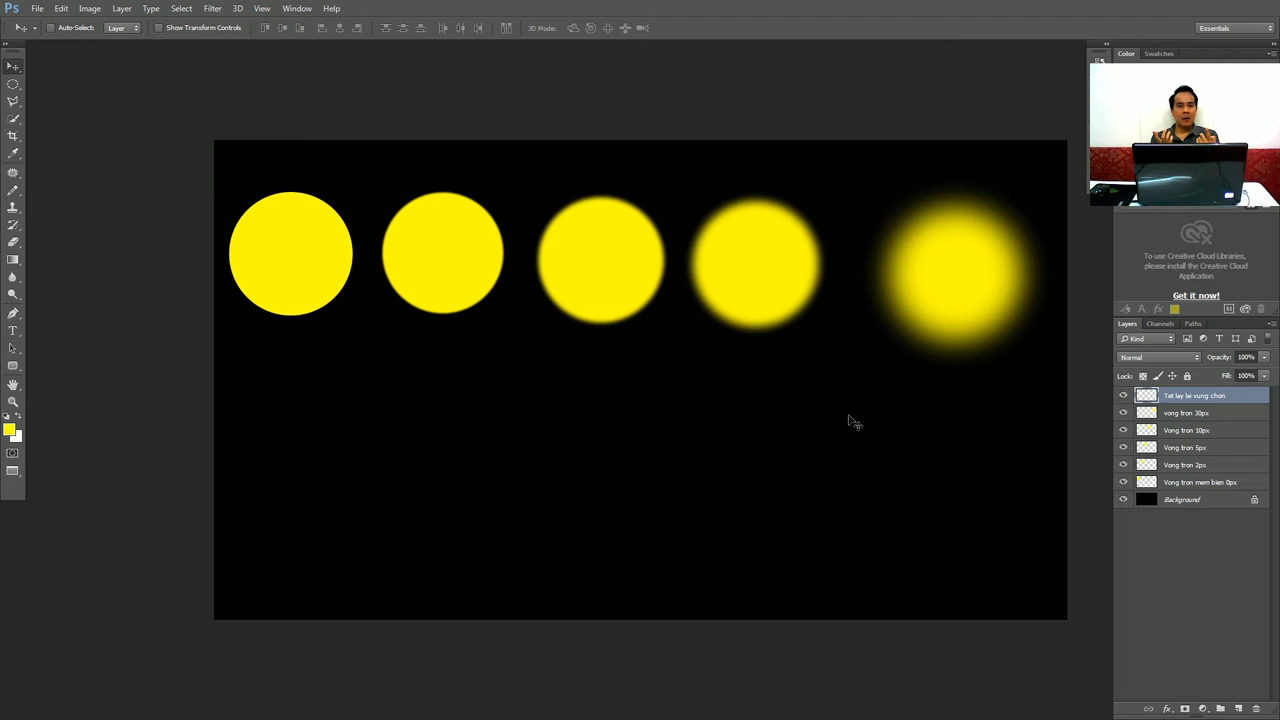 Ps File Edit Image Layer Type Select Filter 3D View Window Help
Auto-Select: Layer Show Transform Controls 3D Mode: Essentials
Color Swatches
To use Creative Cloud Libraries,
please install the Creative Cloud
Application
Get it now!
Layers Channels Paths
Kind
Normal Opacity: 100%
Lock: Fill: 100%
Tet lay lai vung chon
vong tron 30px
Vong tron 10px
Vong tron 5px
Vong tron 2px
Vong tron mem bien 0px
Background